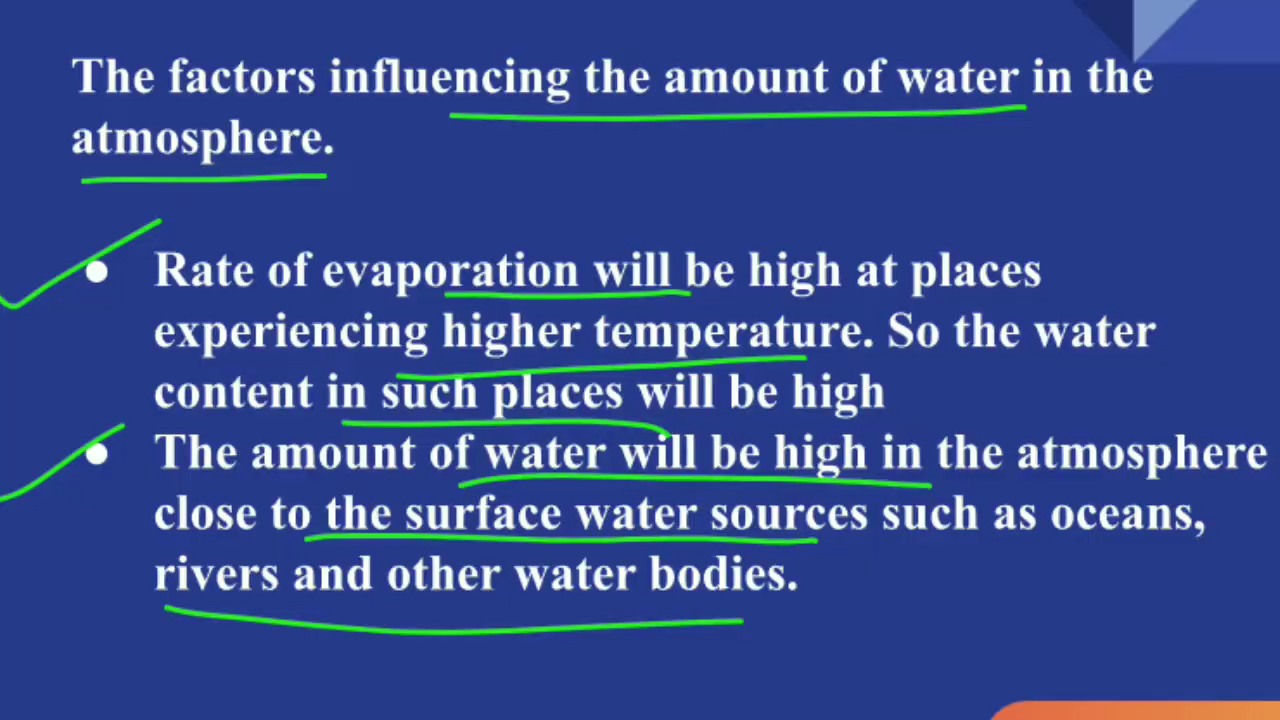 The factors influencing the amount of water in the
atmosphere.
● Rate of evaporation will be high at places
experiencing higher temperature. So the water
content in such places will be high
● The amount of water will be high in the atmosphere
close to the surface water sources such as oceans,
rivers and other water bodies.